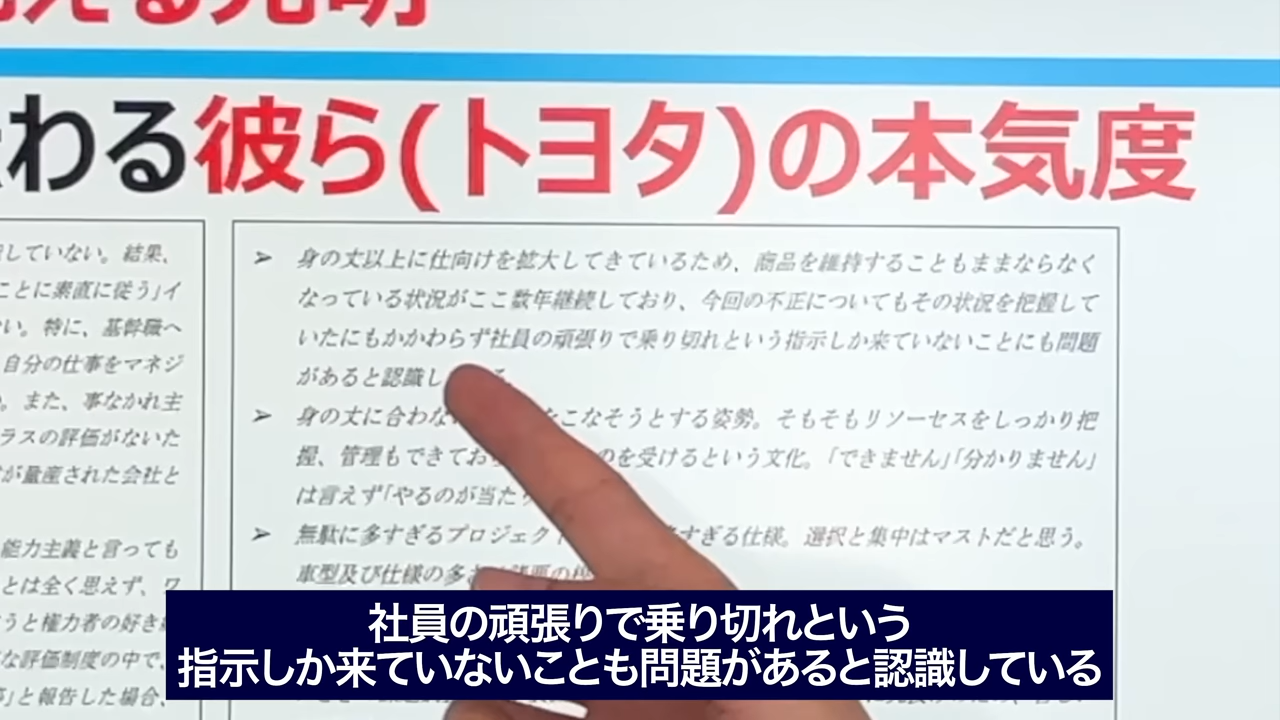 見える光明
わる彼ら(トヨタ)の本気度
していない。結果、
ことに素直に従う」イ
い。特に、基幹職へ
自分の仕事をマネジ
。また、事なかれ主
ラスの評価がないた
が量産された会社と
能力主義と言っても
とは全く思えず、ワ
うと権力者の好き
な評価制度の中で、
」と報告した場合、
➢ 身の丈以上に仕向けを拡大してきているため、商品を維持することもままならなく
なっている状況がここ数年継続しており、今回の不正についてもその状況を把握して
いたにもかかわらず社員の頑張りで乗り切れという指示しか来ていないことにも問題
があると認識し
➢ 身の丈に合わな をこなそうとする姿勢。そもそもリソーセスをしっかり把
握、管理もできてお のを受けるという文化。「できません」「分かりません」
は言えず「やるのが当た
➢ 無駄に多すぎるプロジェクト すぎる仕様。選択と集中はマストだと思う。
車型及び仕様の多さ
社員の頑張りで乗り切れという
指示しか来ていないことも問題があると認識している